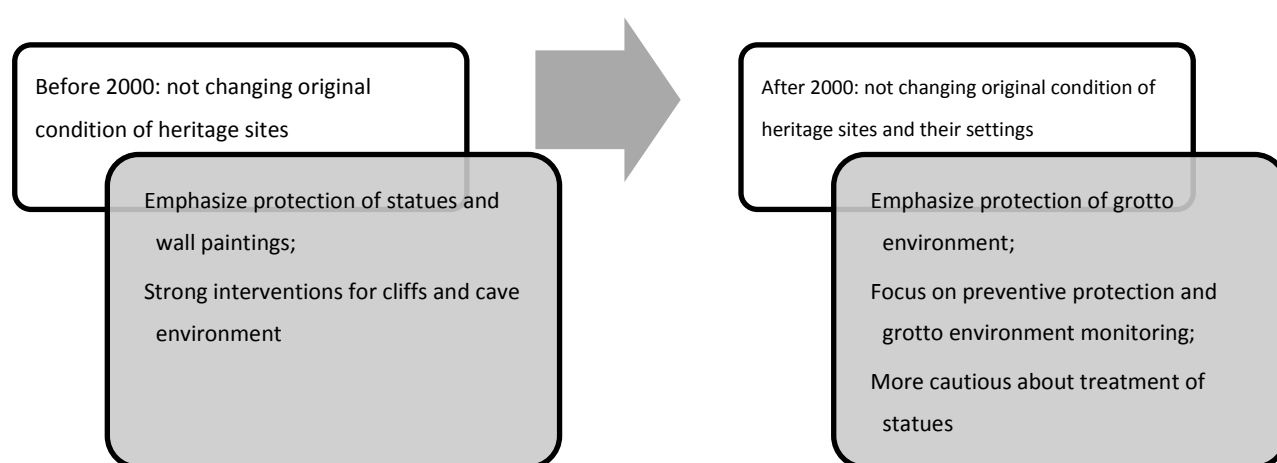 Before 2000: not changing original
condition of heritage sites
Emphasize protection of statues and
wall paintings;
Strong interventions for cliffs and cave
environment
After 2000: not changing original condition of
heritage sites and their settings
Emphasize protection of grotto
environment;
Focus on preventive protection and
grotto environment monitoring;
More cautious about treatment of
statues